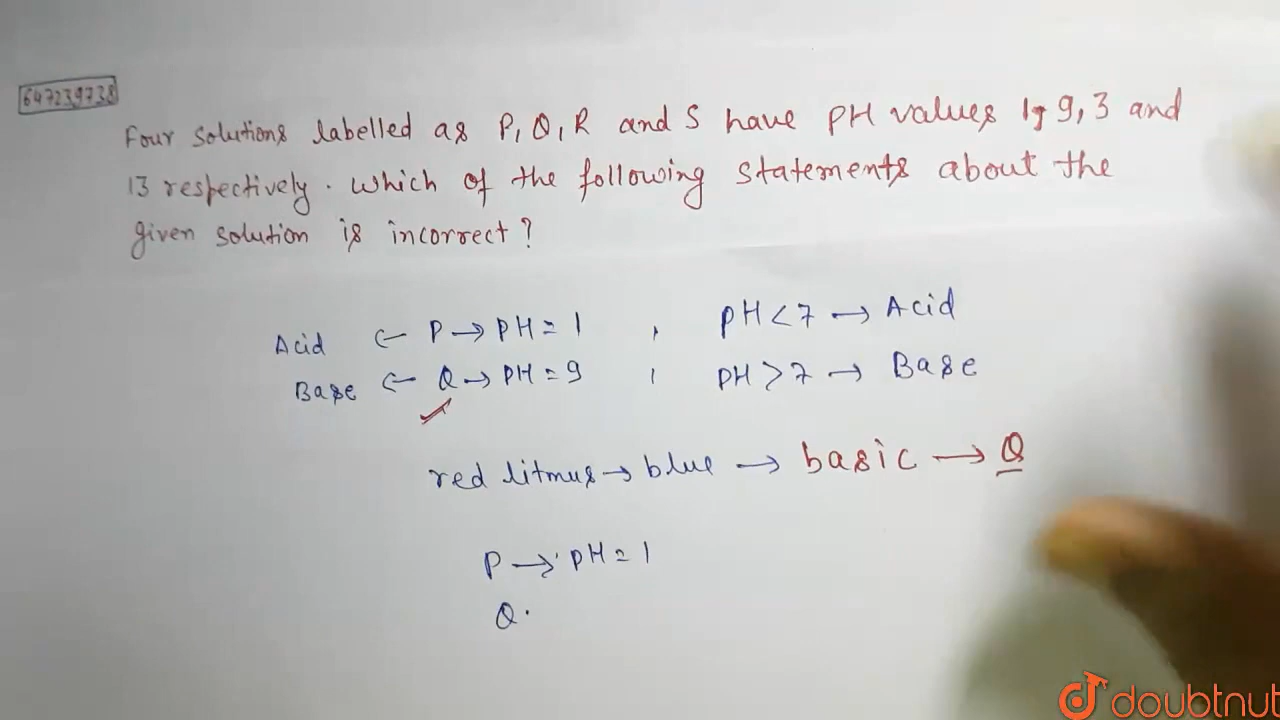 647239738
Four solutions labelled as P, Q, R and S have PH values 1, 9, 3 and
13 respectively. Which of the following statements about the
given solution is incorrect?
Acid ← P → PH = 1 , PH < 7 → Acid
Base ← Q → PH = 9 , PH > 7 → Base
red litmus → blue → basic → Q
P → PH = 1
Q.
doubtnut